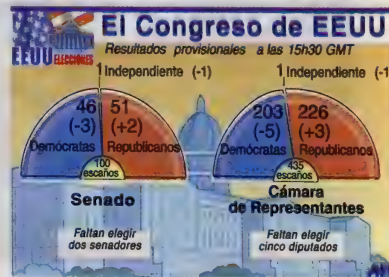 El Congreso de EEUU
EEUU ELECCIONES
Resultados provisionales a las 15h30 GMT
1 Independiente (-1)
46 51
(-3) (+2)
Demócratas Republicanos
100
escaños
Senado
Faltan elegir
dos senadores
1 Independiente (-1
203 226
(-5) (+3)
Demócratas Republicanos
435
escaños
Cámara
de Representantes
Faltan elegir
cinco diputados